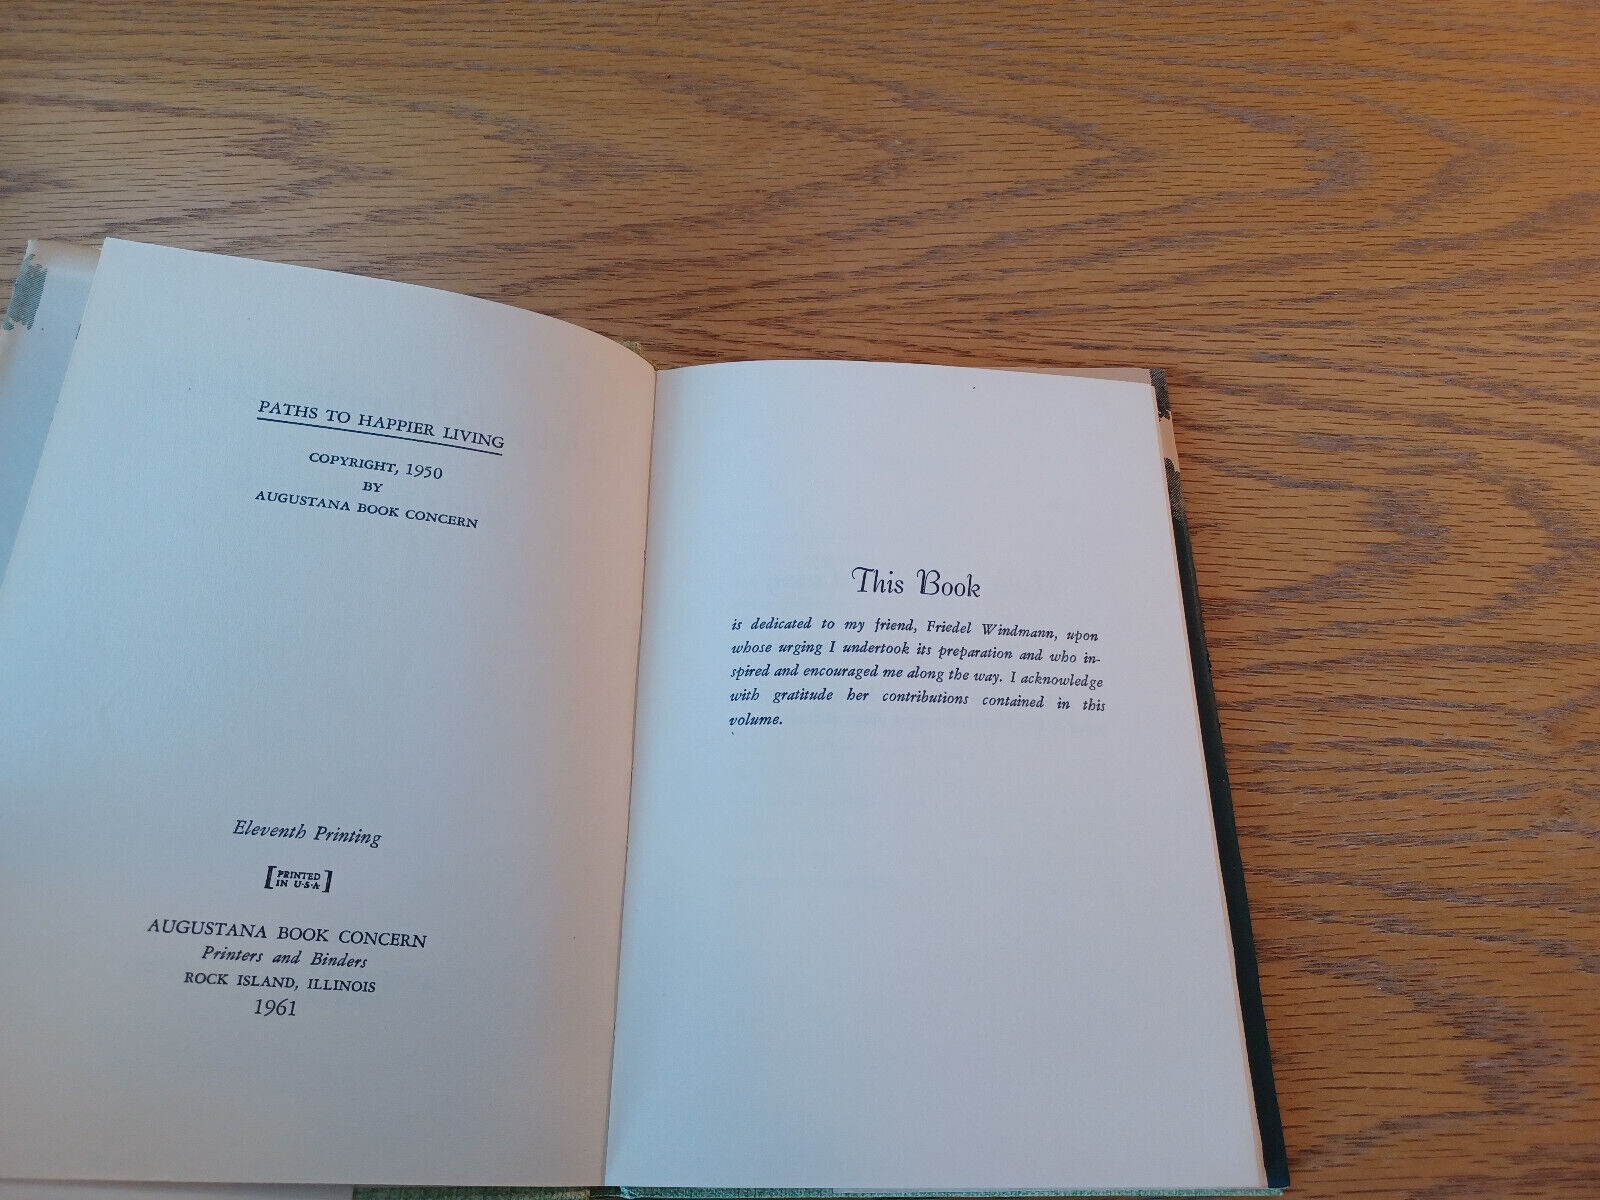 PATHS TO HAPPIER LIVING
COPYRIGHT, 1950
BY
AUGUSTANA BOOK CONCERN
Eleventh Printing
[PRINTED
IN U·S·A]
AUGUSTANA BOOK CONCERN
Printers and Binders
ROCK ISLAND, ILLINOIS
1961
This Book
is dedicated to my friend, Friedel Windmann, upon
whose urging I undertook its preparation and who in-
spired and encouraged me along the way. I acknowledge
with gratitude her contributions contained in this
volume.